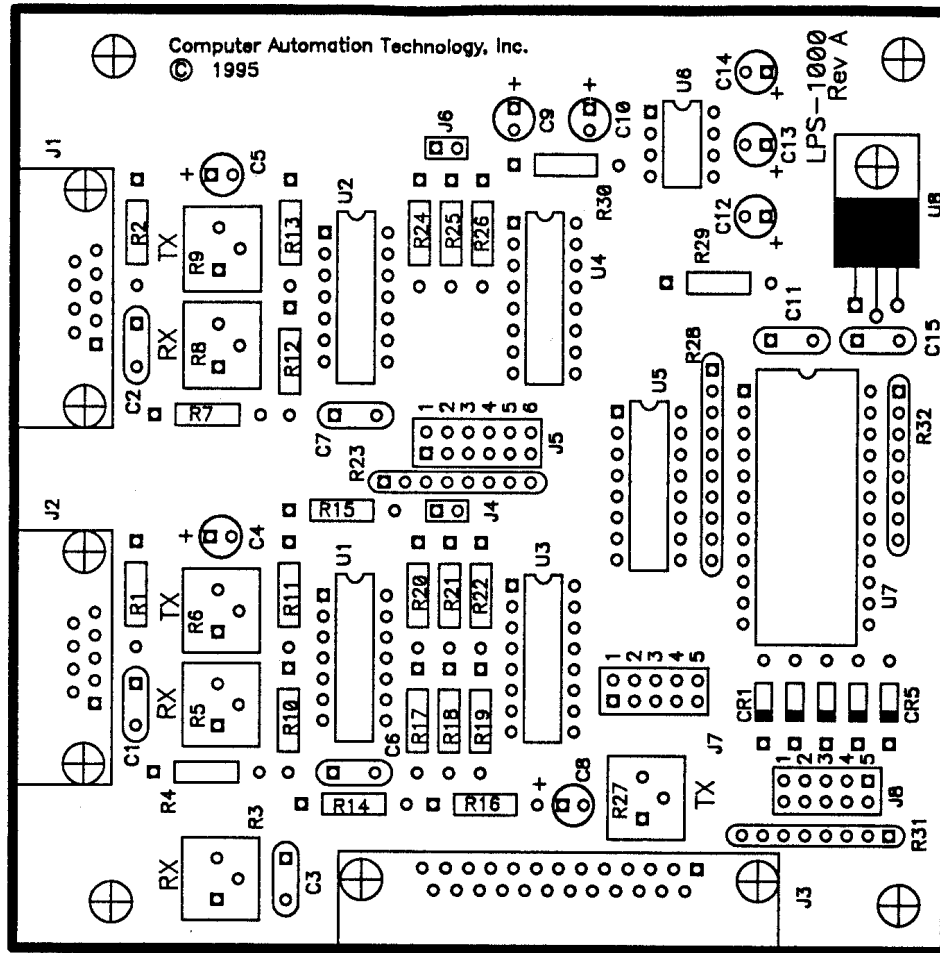 Computer Automation Technology, Inc.
© 1995
LPS-1000
Rev A
J1
R2
C5
TX
R9
RX
R8
R13
R12
C2
R7
U2
C7
R24
R25
R26
J6
C9
C10
R30
U4
U6
C14
C13
C12
R29
U8
C11
C15
R28
U5
R32
U7
1 2 3 4 5 6
J5
R23
J4
R15
J2
R1
C4
TX
R6
RX
R5
R11
R10
C1
R4
U1
C6
R20
R21
R22
R17
R18
R19
U3
R14
R16
C8
R27
TX
J7
1 2 3 4 5
CR1
CR5
1 2 3 4 5
J8
R31
R3
RX
C3
J3